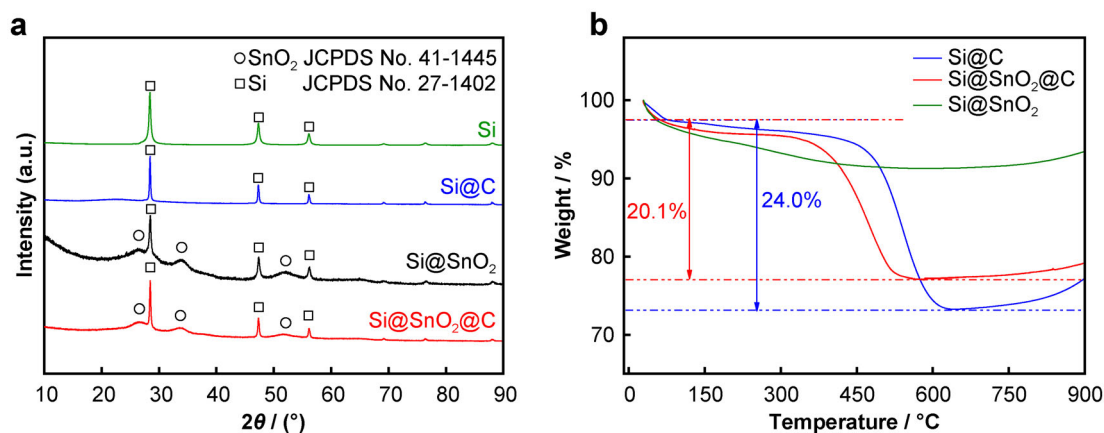 a
SnO2 JCPDS No. 41-1445
Si JCPDS No. 27-1402
Si
Si@C
Si@SnO2
Si@SnO2@C
Intensity (a.u.)
10 20 30 40 50 60 70 80 90
2θ / (°)
b
Si@C
Si@SnO2@C
Si@SnO2
100
90
80
70
20.1%
24.0%
Weight / %
0 150 300 450 600 750 900
Temperature / °C